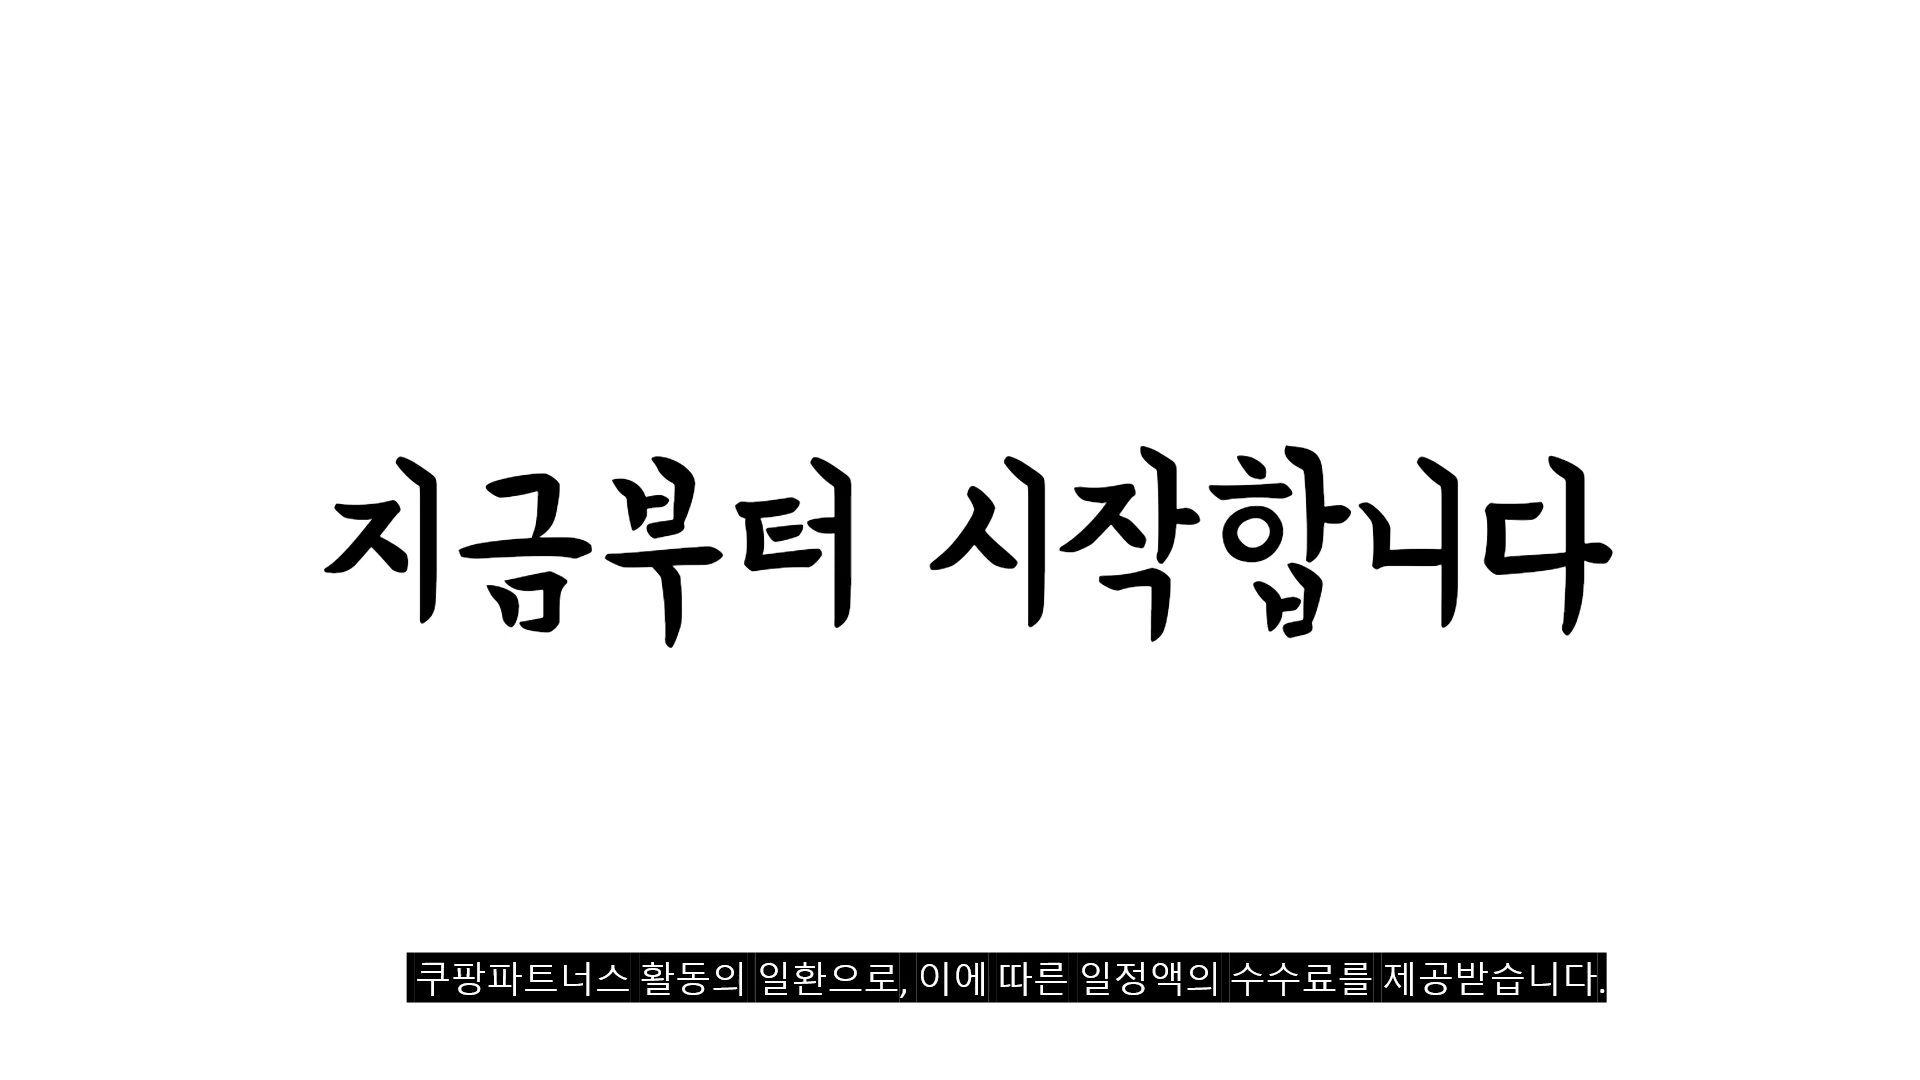 지금부터 시작합니다
쿠팡파트너스 활동의 일환으로, 이에 따른 일정액의 수수료를 제공받습니다.